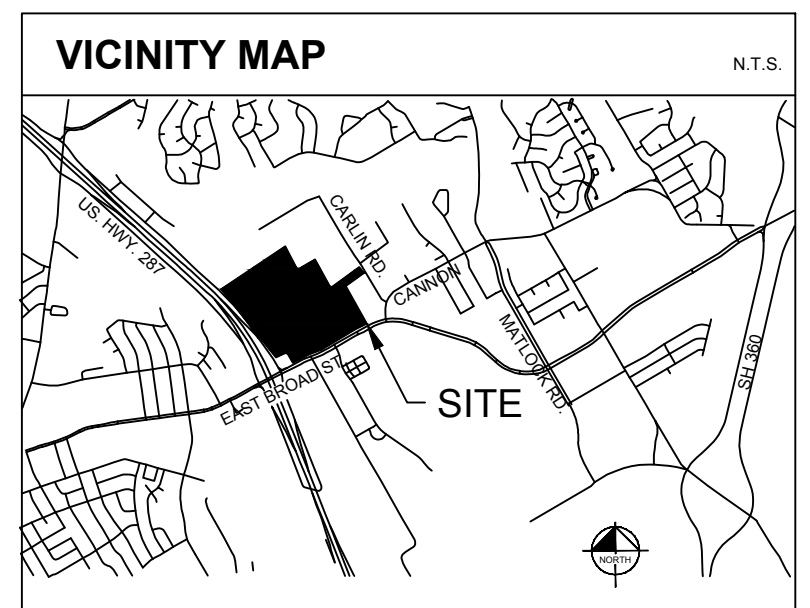 VICINITY MAP
N.T.S.
US. HWY. 287
CARLIN RD.
CANNON
MATLOCK RD.
SH 360
EAST BROAD ST.
SITE
NORTH